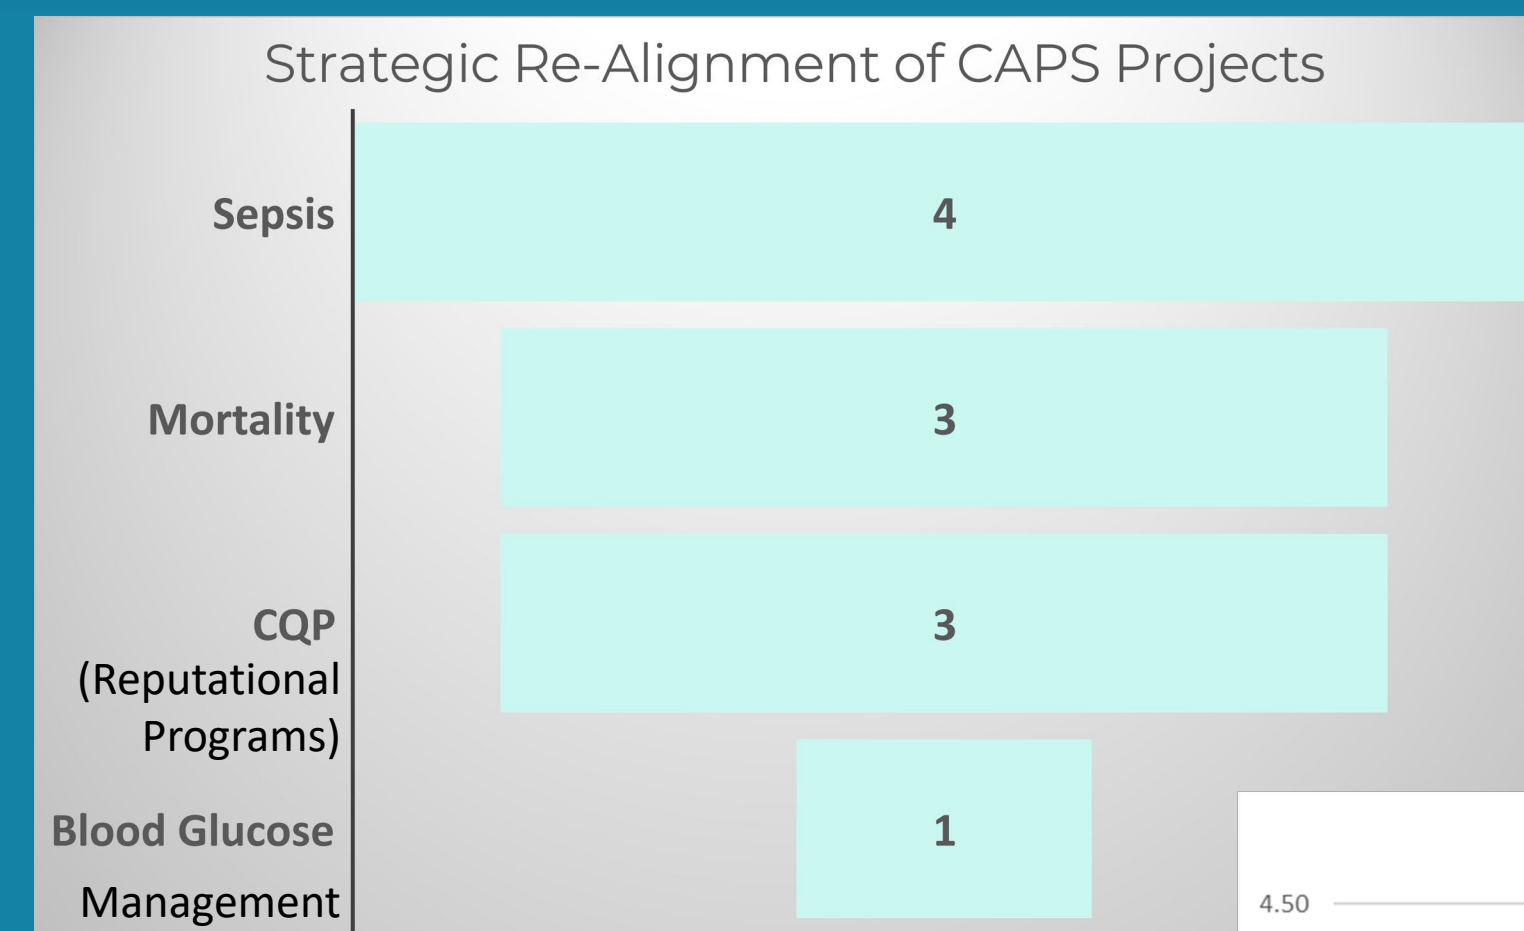 Strategic Re-Alignment of CAPS Projects
Sepsis
4
Mortality
3
CQP
3
(Reputational
Programs)
Blood Glucose
1
Management
4.50